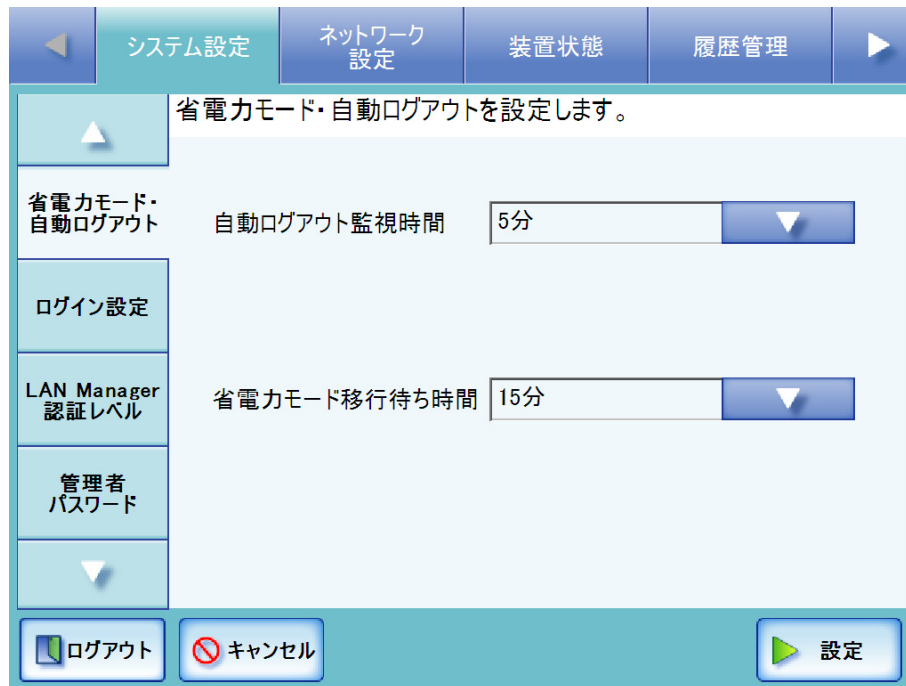 システム設定
ネットワーク
設定
装置状態
履歴管理
省電力モード・自動ログアウトを設定します。
省電力モード・
自動ログアウト
自動ログアウト監視時間
5分
ログイン設定
LAN Manager
認証レベル
省電力モード移行待ち時間
15分
管理者
パスワード
ログアウト
キャンセル
設定